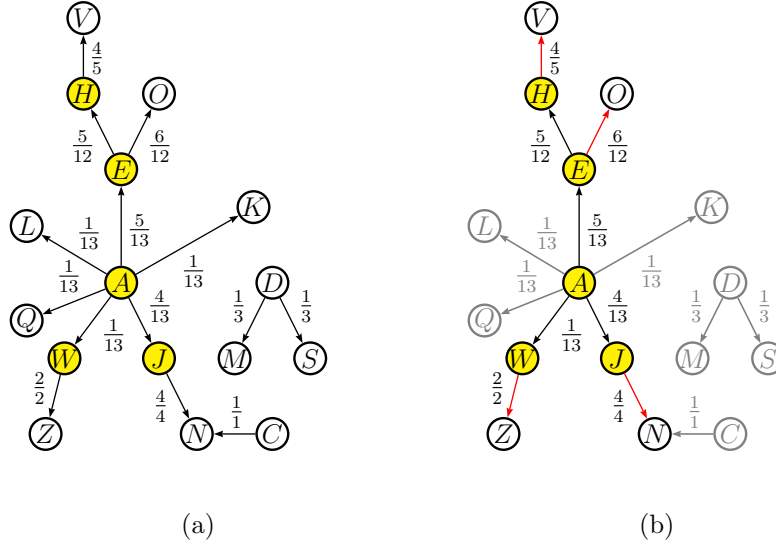 V V
4/5 4/5
H O H O
5/12 6/12 5/12 6/12
E E
L K L K
1/13 5/13 1/13 5/13
1/13 1/13 1/13 1/13
A D A D
Q 4/13 1/3 1/3 Q 4/13 1/3 1/3
1/13 1/13
W J M S W J M S
2/2 4/4 1/1 2/2 4/4 1/1
Z N C Z N C
(a) (b)